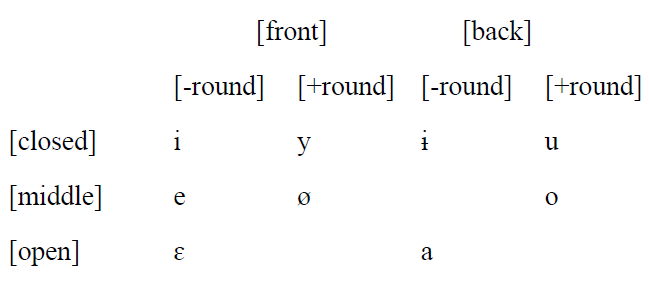 [front] [back]
[-round] [+round] [-round] [+round]
[closed] i y ɨ u
[middle] e ø o
[open] ε a